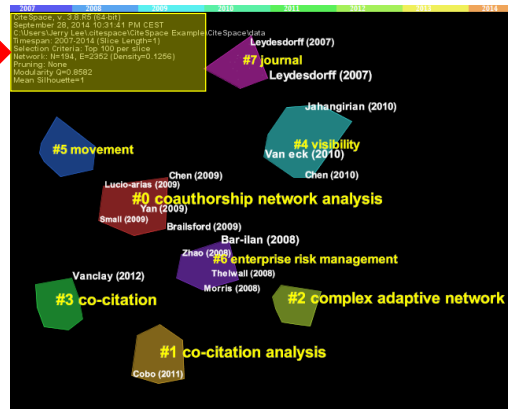 2007 2008 2009 2010 2011 2012 2013 2014
CiteSpace, v. 3.8.R5 (64-bit)
September 28, 2014 10:31:41 PM CEST
C:\Users\Jerry Lee\.citespace\CiteSpace Example\CiteSpace\data
Timespan: 2007-2014 (Slice Length=1)
Selection Criteria: Top 100 per slice
Network: N=194, E=2352 (Density=0.1256)
Pruning: None
Modularity Q=0.8582
Mean Silhouette=1
Leydesdorff (2007)
#7 journal
Leydesdorff (2007)
Jahangirian (2010)
#4 visibility
Van eck (2010)
Chen (2010)
#5 movement
Chen (2009)
Lucio-arias (2009)
#0 coauthorship network analysis
Yan (2009)
Small (2009)
Brailsford (2009)
Bar-ilan (2008)
Zhao (2008)
#6 enterprise risk management
Thelwall (2008)
Morris (2008)
Vanclay (2012)
#3 co-citation
#2 complex adaptive network
#1 co-citation analysis
Cobo (2011)